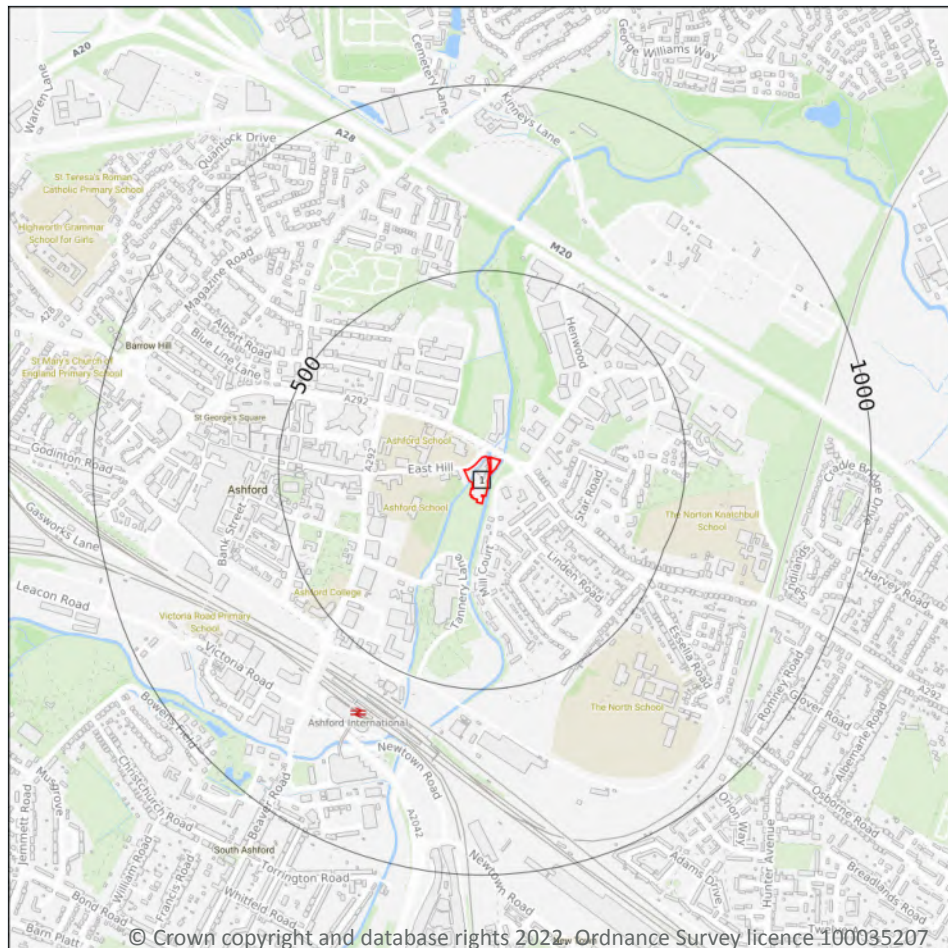 A20
Warren Lane
Cemetery Lane
George Williams Way
A2070
Kinneys Lane
Quantock Drive
A28
St Teresa's Roman
Catholic Primary School
Highworth Grammar
School for Girls
M20
Magazine Road
A28
Albert Road
Blue Line Lane
Barrow Hill
St Mary's Church of
England Primary School
500
Henwood
1000
A292
St George's Square
Ashford School
Godinton Road
East Hill
A292
1
Star Road
Cradle Bridge Drive
Ashford
Ashford School
The Norton Knatchbull
School
Bank Street
Gasworks Lane
Mill Court
Tannery Lane
Linden Road
Harvey Road
Leacon Road
Ashford College
Victoria Road Primary
School
Essella Road
Victoria Road
Romney Road
A292
Glover Road
The North School
Albemarle Road
Bowens Field
Ashford International
Newtown Road
Musgrove
Christchurch Road
Jemmett Road
Beaver Road
A2042
Orion Way
Osborne Road
William Road
Francis Road
South Ashford
Torrington Road
Hunter Avenue
Adams Drive
Newtown Road
Breadlands Road
Bond Road
Whitfeld Road
Barn Platt
© Crown copyright and database rights 2022. Ordnance Survey licence 100035207